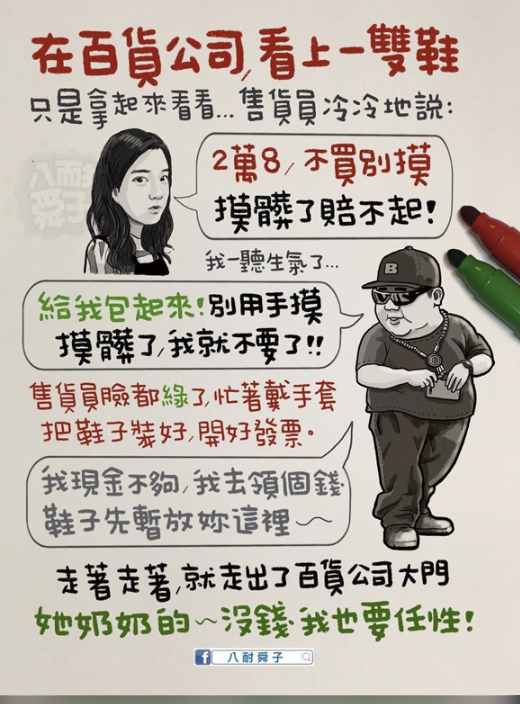 在百貨公司,看上一雙鞋
只是拿起來看看...售貨員冷冷地說:
八耐
舜子
2萬8,不買別摸
摸髒了賠不起!
我一聽生氣了...
B
給我包起來!別用手摸
摸髒了,我就不要了!!
售貨員臉都綠了,忙著戴手套
把鞋子裝好,開好發票。
我現金不夠,我去領個錢
鞋子先暫放妳這裡~
走著走著,就走出了百貨公司大門
她奶奶的~沒錢我也要任性!
f 八耐舜子